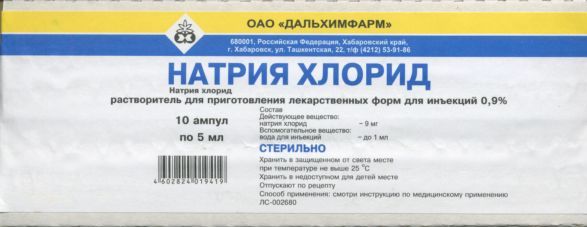 ОАО «ДАЛЬХИМФАРМ»
680001, Российская Федерация, Хабаровский край,
г. Хабаровск, ул. Ташкентская, 22, т/ф (4212) 53-91-86
НАТРИЯ ХЛОРИД
Натрия хлорид
растворитель для приготовления лекарственных форм для инъекций 0,9%
10 ампул
по 5 мл
Состав
Действующее вещество:
натрия хлорид – 9 мг
Вспомогательное вещество:
вода для инъекций – до 1 мл
СТЕРИЛЬНО
Хранить в защищенном от света месте
при температуре не выше 25 °С
Хранить в недоступном для детей месте
Отпускают по рецепту
Способ применения: смотри инструкцию по медицинскому применению
ЛС-002680
4 602824 019419